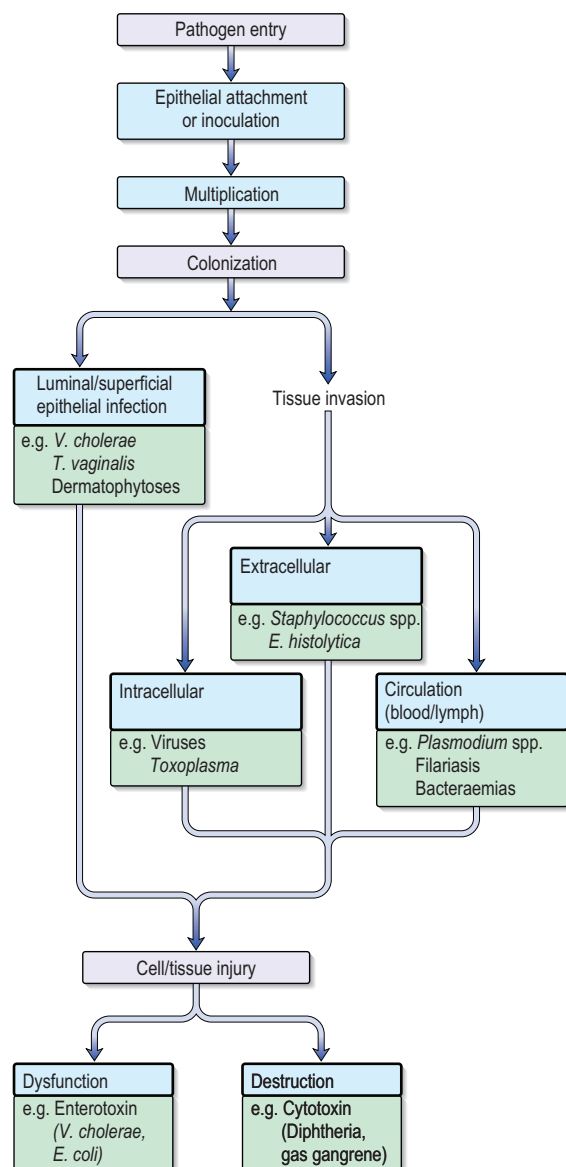 Pathogen entry
Epithelial attachment
or inoculation
Multiplication
Colonization
Luminal/superficial
epithelial infection
e.g. V. cholerae
T. vaginalis
Dermatophytoses
Tissue invasion
Extracellular
e.g. Staphylococcus spp.
E. histolytica
Intracellular
e.g. Viruses
Toxoplasma
Circulation
(blood/lymph)
e.g. Plasmodium spp.
Filariasis
Bacteraemias
Cell/tissue injury
Dysfunction
e.g. Enterotoxin
(V. cholerae,
E. coli)
Destruction
e.g. Cytotoxin
(Diphtheria,
gas gangrene)